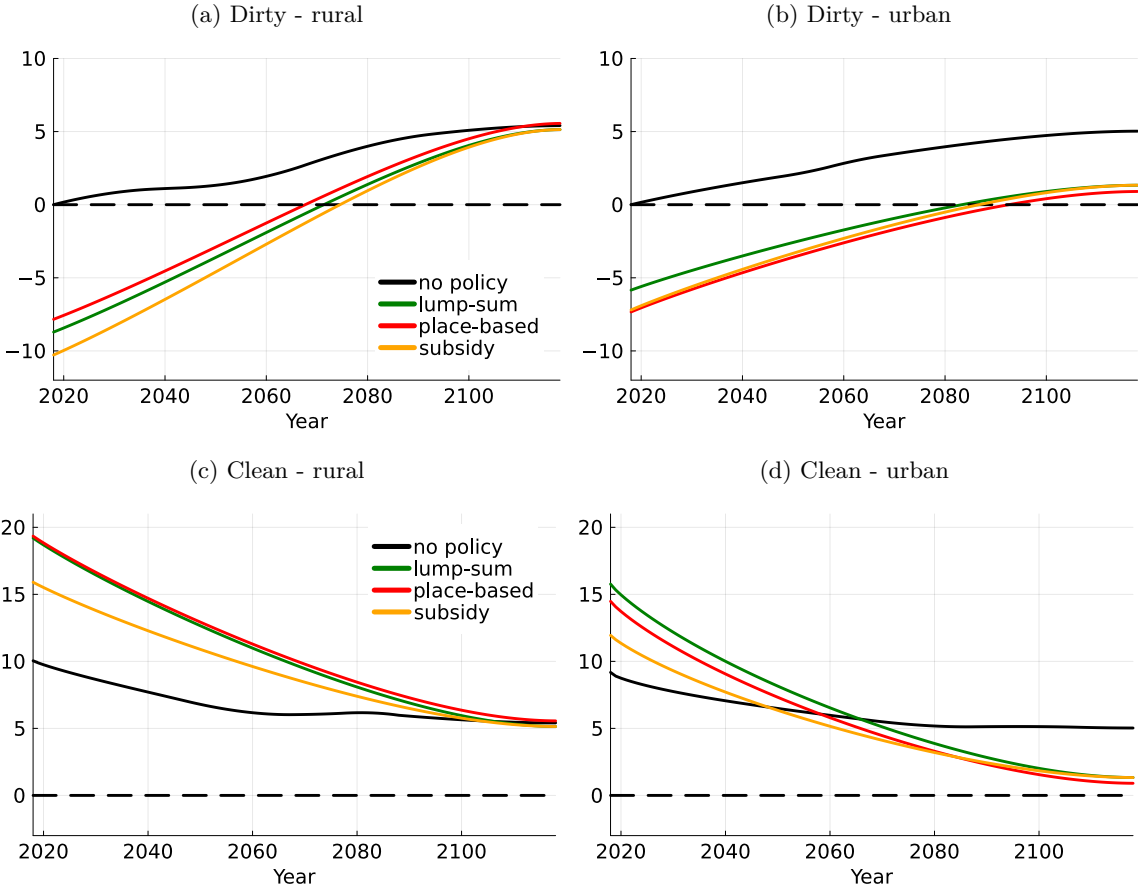 (a) Dirty - rural
10
5
0
−5
−10
no policy
lump-sum
place-based
subsidy
2020 2040 2060 2080 2100
Year
(b) Dirty - urban
10
5
0
−5
−10
2020 2040 2060 2080 2100
Year
(c) Clean - rural
20
15
10
5
0
no policy
lump-sum
place-based
subsidy
2020 2040 2060 2080 2100
Year
(d) Clean - urban
20
15
10
5
0
2020 2040 2060 2080 2100
Year